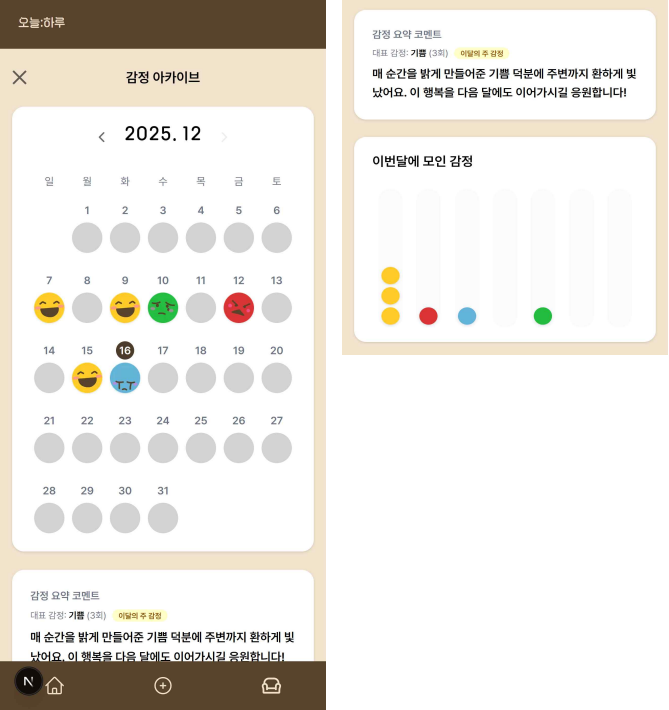 오늘:하루
감정 아카이브
2025. 12
일 월 화 수 목 금 토
1 2 3 4 5 6
7 8 9 10 11 12 13
14 15 16 17 18 19 20
21 22 23 24 25 26 27
28 29 30 31
감정 요약 코멘트
대표 감정: 기쁨 (3회) 이달의 주 감정
매 순간을 밝게 만들어준 기쁨 덕분에 주변까지 환하게 빛
났어요. 이 행복을 다음 달에도 이어가시길 응원합니다!
N
감정 요약 코멘트
대표 감정: 기쁨 (3회) 이달의 주 감정
매 순간을 밝게 만들어준 기쁨 덕분에 주변까지 환하게 빛
났어요. 이 행복을 다음 달에도 이어가시길 응원합니다!
이번달에 모인 감정